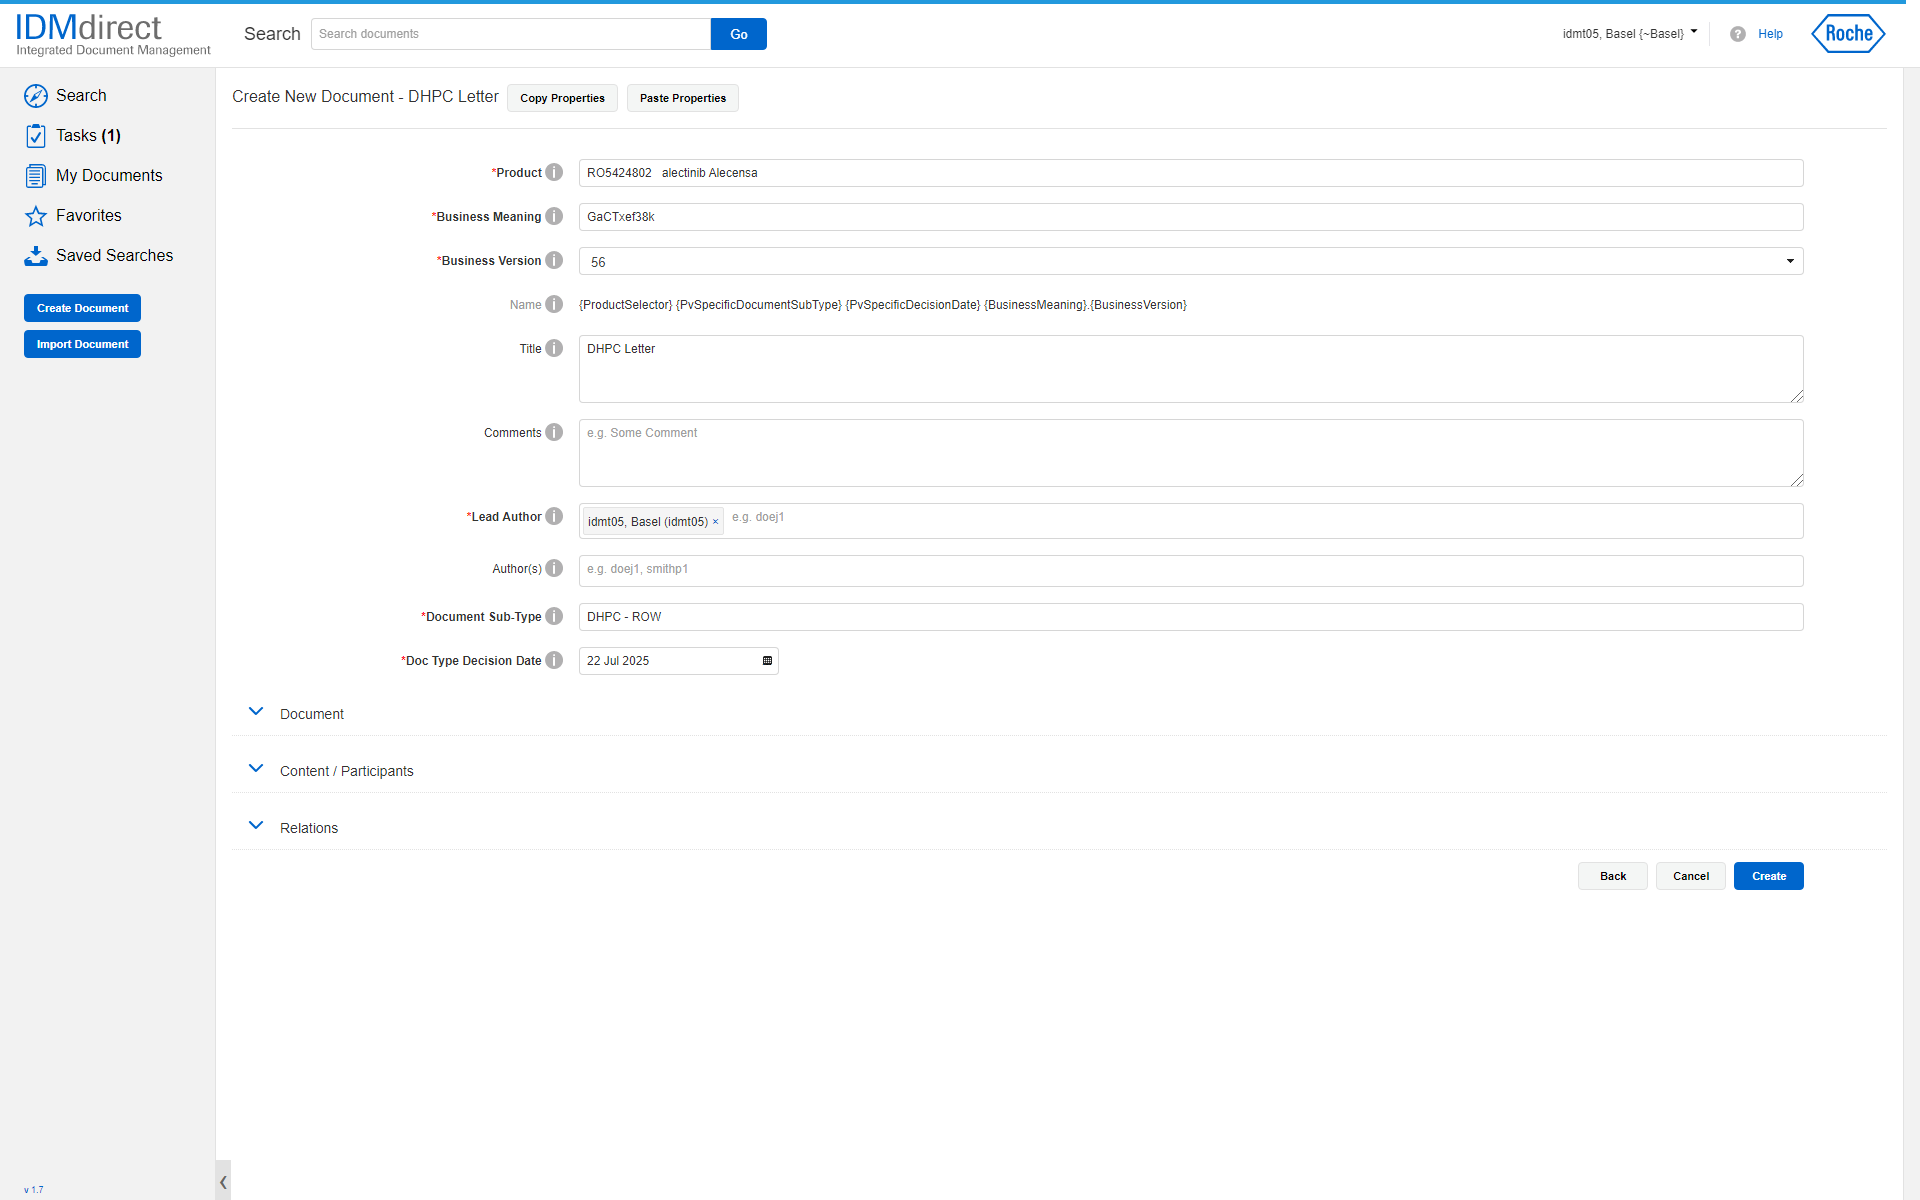 IDMdirect
Integrated Document Management
Search
Search documents
Go
idmt05, Basel {~Basel}
? Help
Roche
Search
Tasks (1)
My Documents
Favorites
Saved Searches
Create Document
Import Document
Create New Document - DHPC Letter
Copy Properties
Paste Properties
*Product
RO5424802 alectinib Alecensa
*Business Meaning
GaCTxef38k
*Business Version
56
Name
{ProductSelector} {PvSpecificDocumentSubType} {PvSpecificDecisionDate} {BusinessMeaning}.{BusinessVersion}
Title
DHPC Letter
Comments
e.g. Some Comment
*Lead Author
idmt05, Basel (idmt05) ×
e.g. doej1
Author(s)
e.g. doej1, smithp1
*Document Sub-Type
DHPC - ROW
*Doc Type Decision Date
22 Jul 2025
Document
Content / Participants
Relations
Back
Cancel
Create
v 1.7